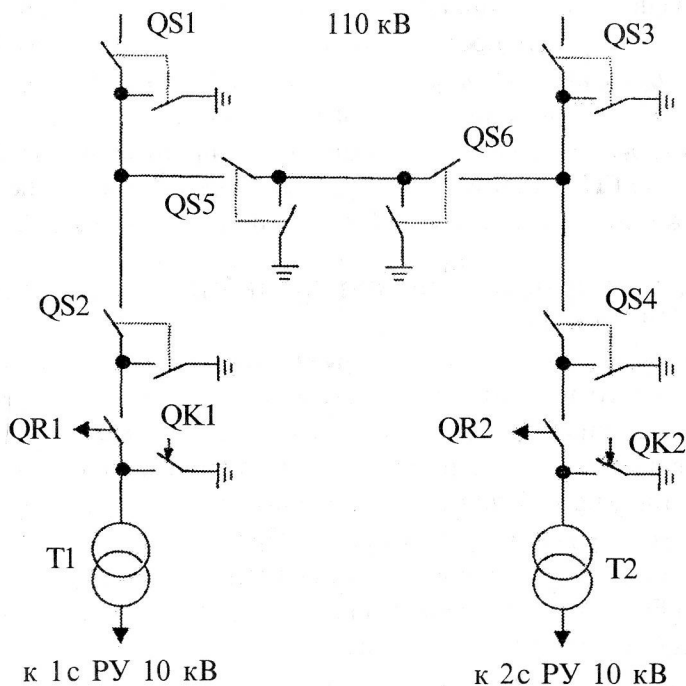 QS1
110 кВ
QS3
QS6
QS5
QS2
QS4
QR1
QK1
QR2
QK2
T1
T2
к 1с РУ 10 кВ
к 2с РУ 10 кВ